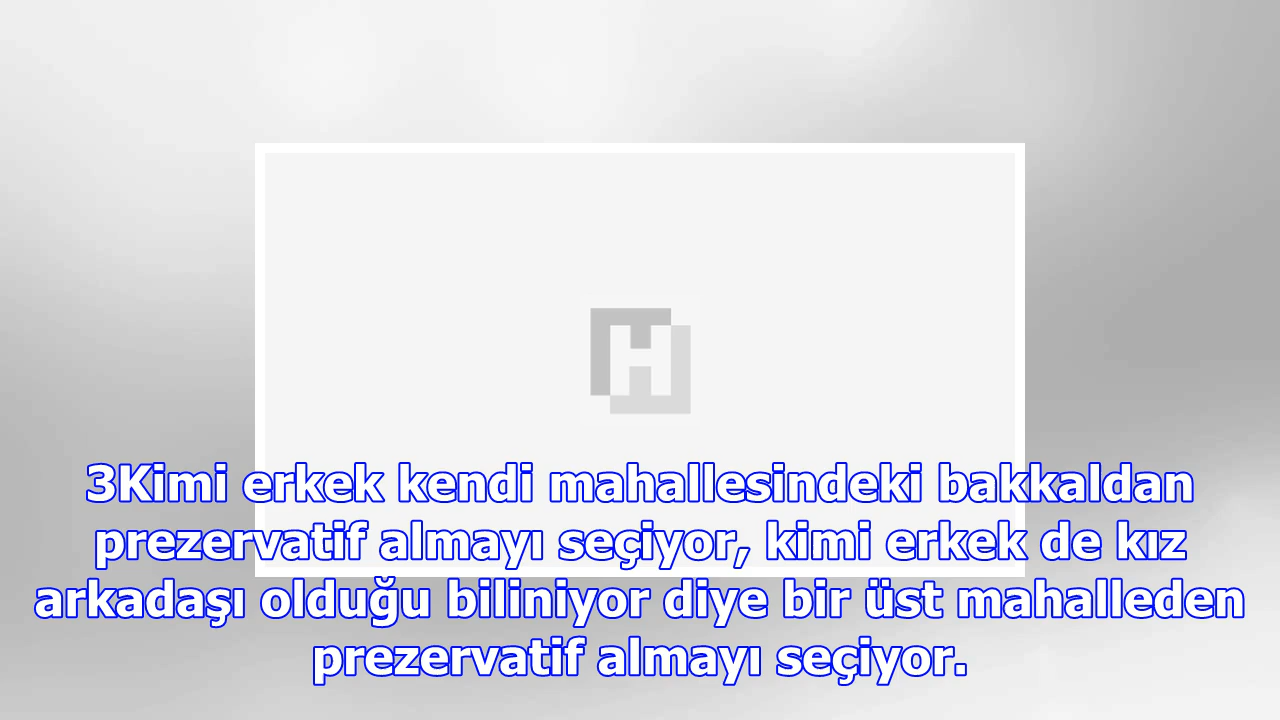 3Kimi erkek kendi mahallesindeki bakkaldan
prezervatif almayı seçiyor, kimi erkek de kız
arkadaşı olduğu biliniyor diye bir üst mahalleden
prezervatif almayı seçiyor.